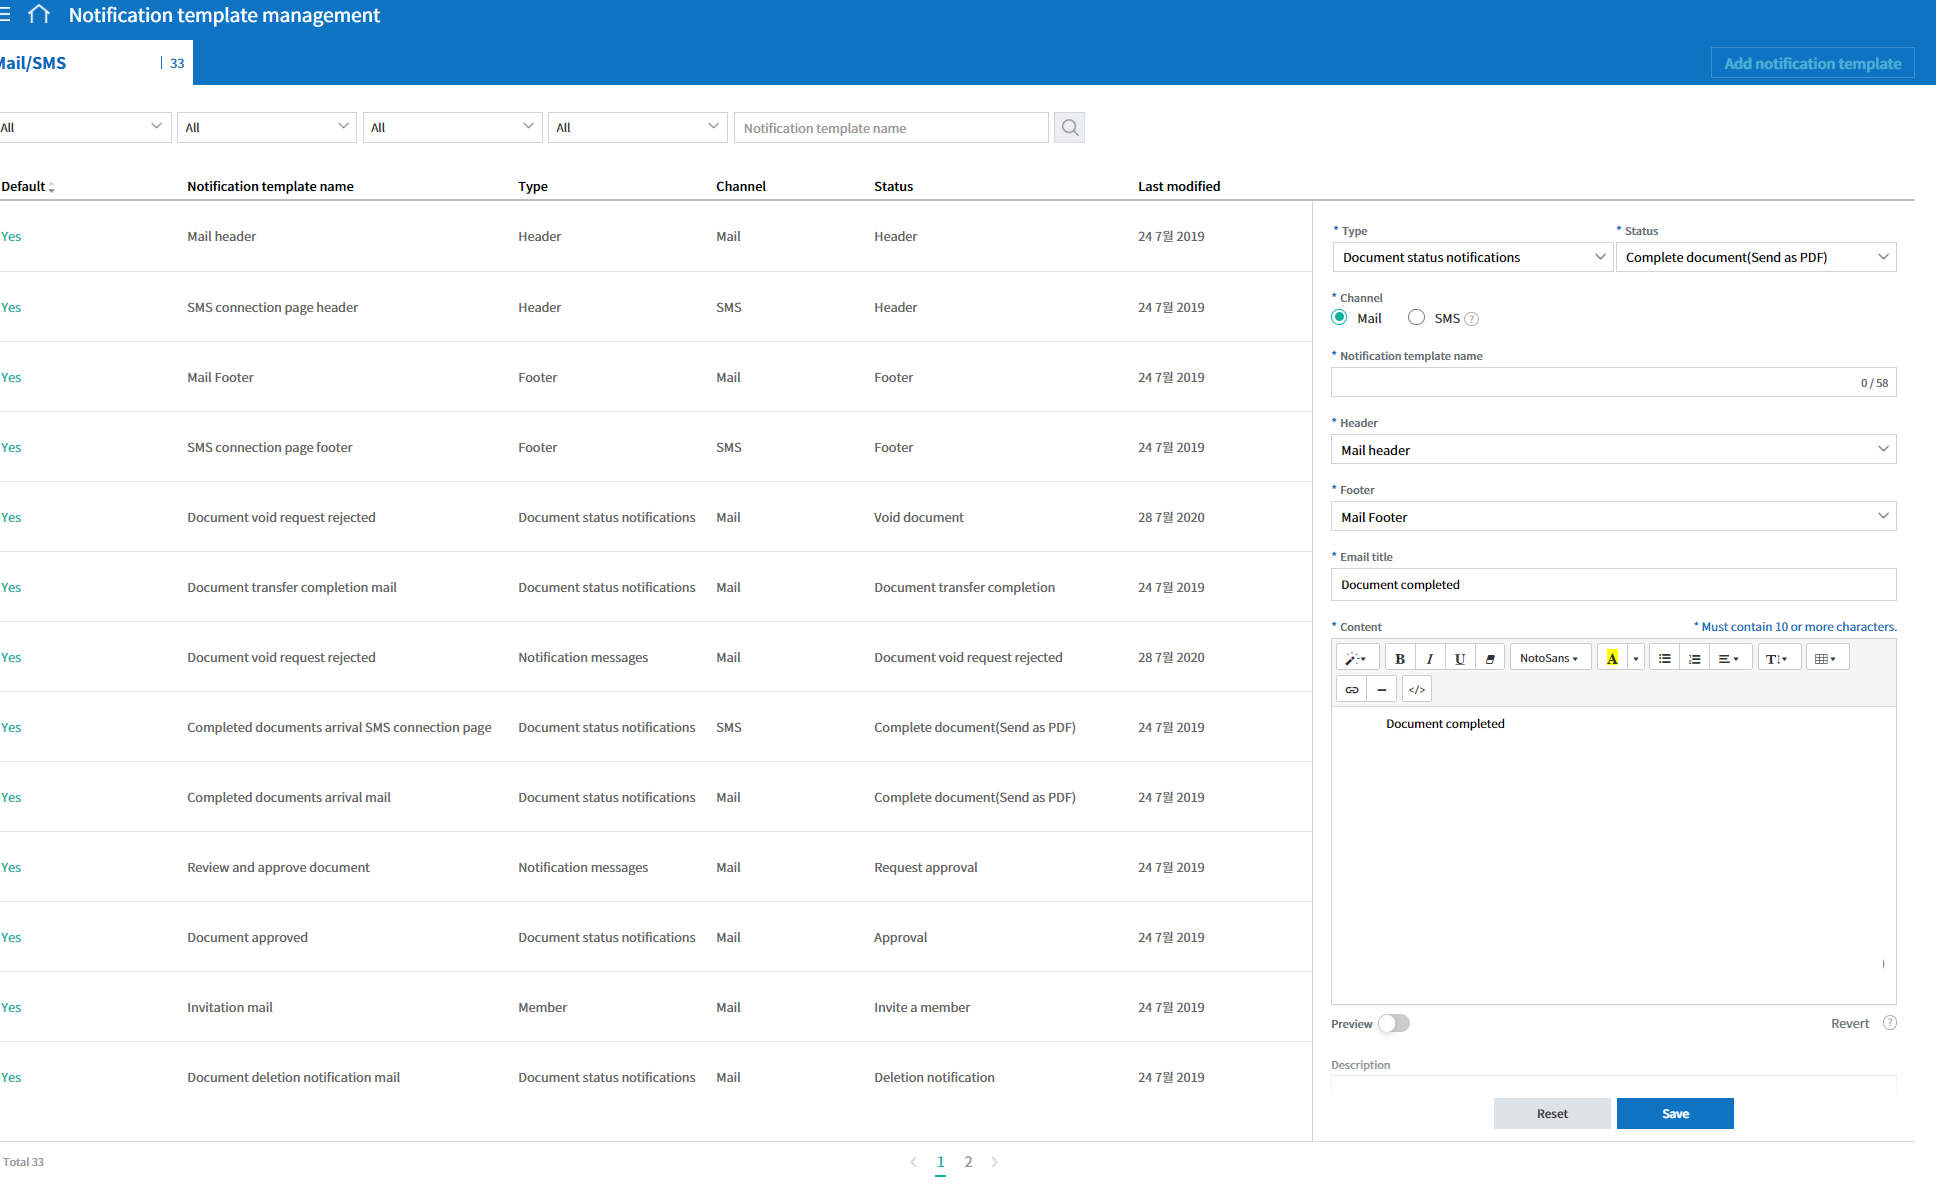 Notification template management
Mail/SMS | 33
Add notification template
All All All All Notification template name
Default Notification template name Type Channel Status Last modified
Yes Mail header Header Mail Header 24 7월 2019
Yes SMS connection page header Header SMS Header 24 7월 2019
Yes Mail Footer Footer Mail Footer 24 7월 2019
Yes SMS connection page footer Footer SMS Footer 24 7월 2019
Yes Document void request rejected Document status notifications Mail Void document 28 7월 2020
Yes Document transfer completion mail Document status notifications Mail Document transfer completion 24 7월 2019
Yes Document void request rejected Notification messages Mail Document void request rejected 28 7월 2020
Yes Completed documents arrival SMS connection page Document status notifications SMS Complete document(Send as PDF) 24 7월 2019
Yes Completed documents arrival mail Document status notifications Mail Complete document(Send as PDF) 24 7월 2019
Yes Review and approve document Notification messages Mail Request approval 24 7월 2019
Yes Document approved Document status notifications Mail Approval 24 7월 2019
Yes Invitation mail Member Mail Invite a member 24 7월 2019
Yes Document deletion notification mail Document status notifications Mail Deletion notification 24 7월 2019
* Type * Status
Document status notifications Complete document(Send as PDF)
* Channel
Mail SMS ?
* Notification template name
0 / 58
* Header
Mail header
* Footer
Mail Footer
* Email title
Document completed
* Content * Must contain 10 or more characters.
B I U NotoSans A T
</>
Document completed
Preview Revert ?
Description
Reset Save
Total 33 < 1 2 >